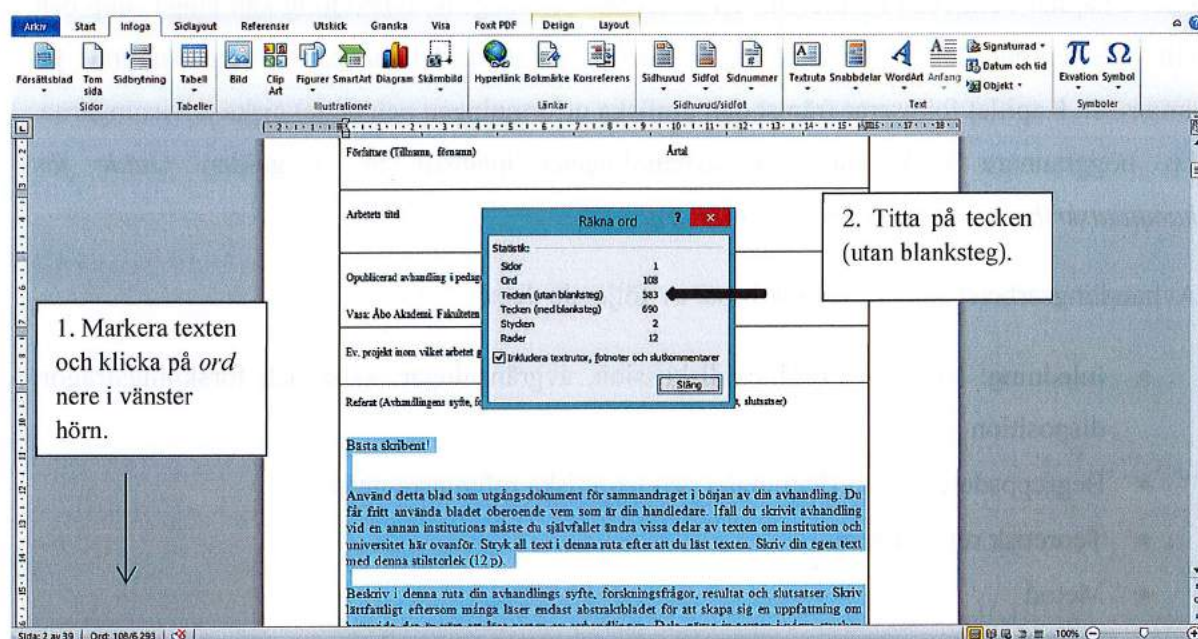 Arkiv Start Infoga Sidlayout Referenser Utskick Granska Visa Foxit PDF Design Layout
Försättsblad Tom sida Sidbrytning Tabell Bild Clip Art Figurer SmartArt Diagram Skärmbild Hyperlänk Bokmärke Korsreferens Sidhuvud Sidfot Sidnummer Textruta Snabbdelar WordArt Anfang Ekvation Symbol
Signaturrad
Datum och tid
Objekt
Sidor Tabeller Illustrationer Länkar Sidhuvud/sidfot Text Symboler
Författare (Tillnamn, förnamn) Årtal
Arbetets titel
Opublicerad avhandling i
Vasa: Åbo Akademi. Fakulteten
Ev. projekt inom vilket arbetet
Referat (Avhandlingens syfte, slutsatser)
Räkna ord ?
Statistik:
Sidor 1
Ord 108
Tecken (utan blanksteg) 583
Tecken (med blanksteg) 690
Stycken 2
Rader 12
Inkludera textrutor, fotnoter och slutkommentarer
Stäng
1. Markera texten
och klicka på ord
nere i vänster
hörn.
2. Titta på tecken
(utan blanksteg).
Bästa skribent!
Använd detta blad som utgångsdokument för sammandraget i början av din avhandling. Du
får fritt använda bladet oberoende vem som är din handledare. Ifall du skrivit avhandling
vid en annan institutions måste du självfallet ändra vissa delar av texten om institution och
universitet här ovanför. Stryk all text i denna ruta efter att du läst texten. Skriv din egen text
med denna stilstorlek (12 p).
Beskriv i denna ruta din avhandlings syfte, forskningsfrågor, resultat och slutsatser. Skriv
lättfattligt eftersom många läser endast abstraktbladet för att skapa sig en uppfattning om
Sida: 2 av 39 Ord: 108/6 293 100%